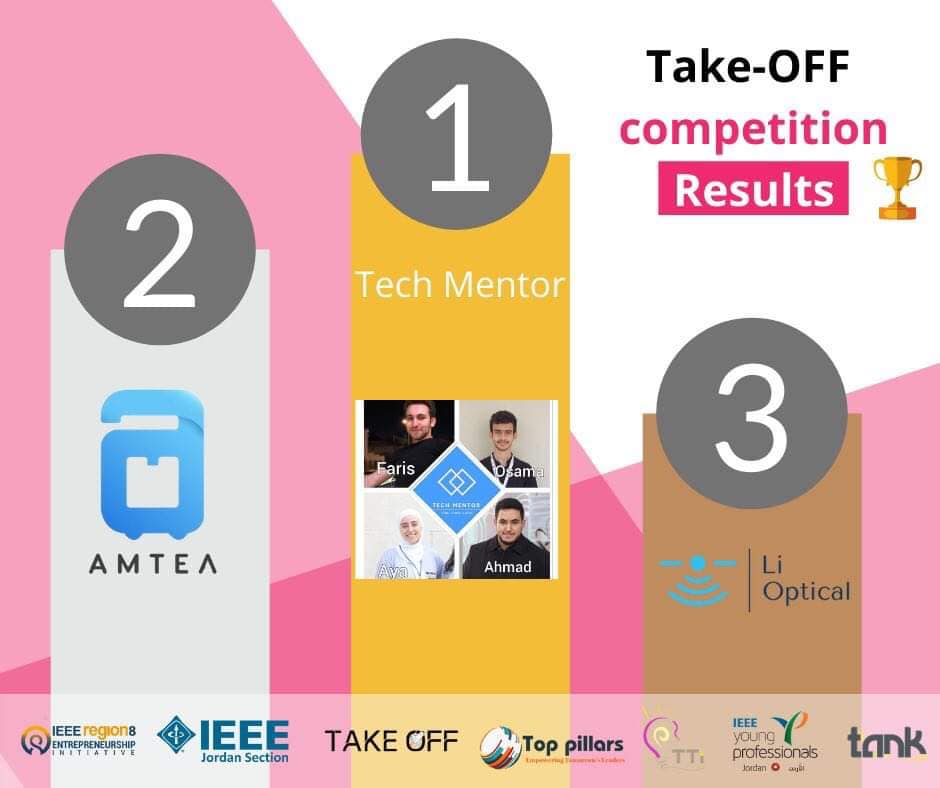 Take-OFF
competition
Results
1
2
3
Tech Mentor
Faris
Osama
TECH MENTOR
Aya
Ahmad
AMTEA
Li
Optical
IEEE region8
ENTREPRENEURSHIP
INITIATIVE
IEEE
Jordan Section
TAKE OFF
Top pillars
Empowering Tomorrow's Leaders
TTi
IEEE
young
professionals
Jordan الأردن
tank